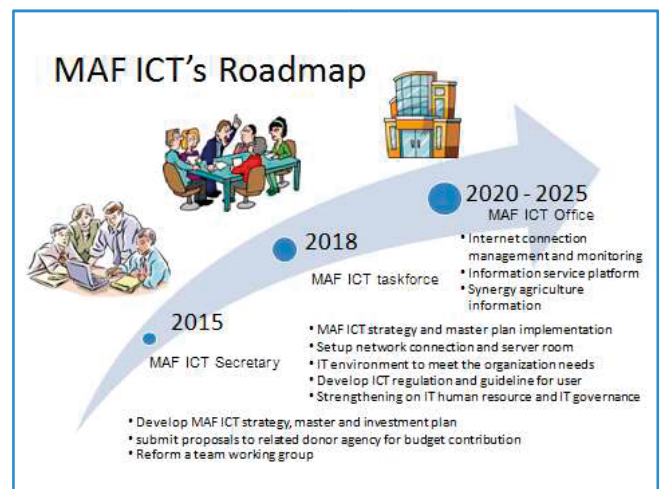 MAF ICT's Roadmap
2015
MAF ICT Secretary
• Develop MAF ICT strategy, master and investment plan
• submit proposals to related donor agency for budget contribution
• Reform a team working group
2018
MAF ICT taskforce
• MAF ICT strategy and master plan implementation
• Setup network connection and server room
• IT environment to meet the organization needs
• Develop ICT regulation and guideline for user
• Strengthening on IT human resource and IT governance
2020 - 2025
MAF ICT Office
• Internet connection
management and monitoring
• Information service platform
• Synergy agriculture
information